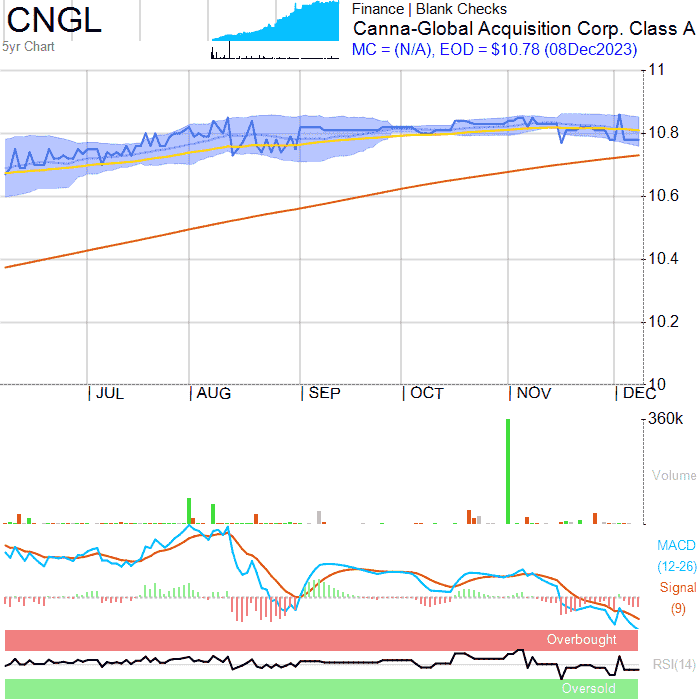 CNGL
5yr Chart
Finance | Blank Checks
Canna-Global Acquisition Corp. Class A
MC = (N/A), EOD = $10.78 (08Dec2023)
11
10.8
10.6
10.4
10.2
10
JUL
AUG
SEP
OCT
NOV
DEC
360k
Volume
MACD
(12-26)
Signal
(9)
Overbought
RSI(14)
Oversold